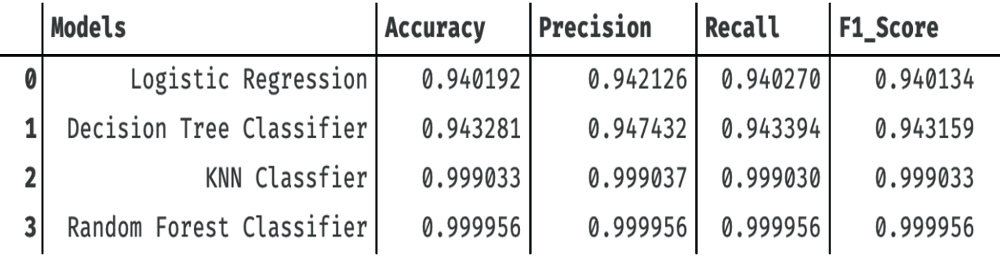 Models Accuracy Precision Recall F1_Score
0 Logistic Regression 0.940192 0.942126 0.940270 0.940134
1 Decision Tree Classifier 0.943281 0.947432 0.943394 0.943159
2 KNN Classfier 0.999033 0.999037 0.999030 0.999033
3 Random Forest Classifier 0.999956 0.999956 0.999956 0.999956